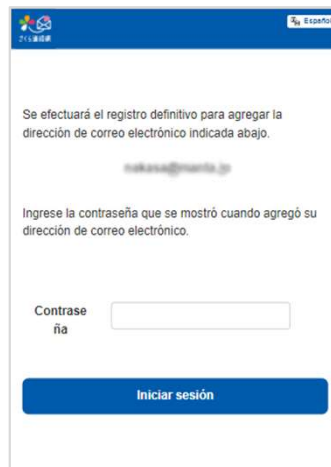 さくら連絡網
Español
Se efectuará el registro definitivo para agregar la
dirección de correo electrónico indicada abajo.
Ingrese la contraseña que se mostró cuando agregó su
dirección de correo electrónico.
Contrase
ña
Iniciar sesión